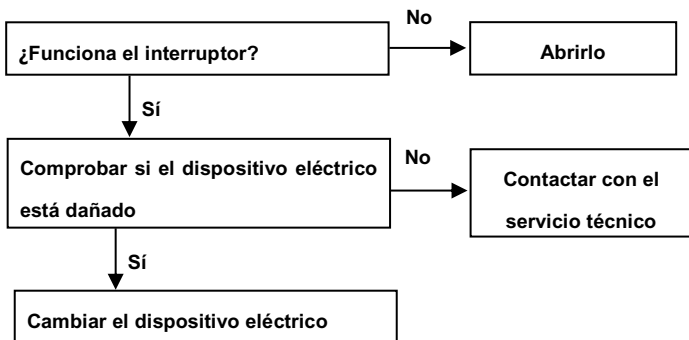 ¿Funciona el interruptor?
No
Abrirlo
Sí
Comprobar si el dispositivo eléctrico
está dañado
No
Contactar con el
servicio técnico
Sí
Cambiar el dispositivo eléctrico